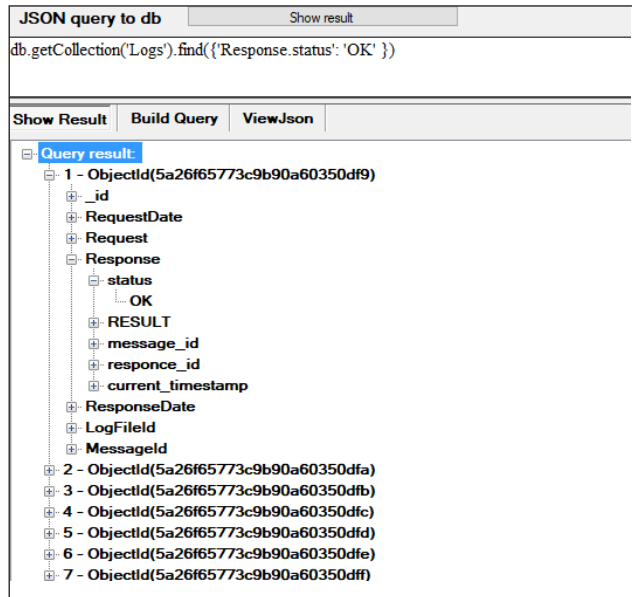 JSON query to db Show result
db.getCollection('Logs').find({'Response.status': 'OK' })
Show Result Build Query ViewJson
Query result:
1 - ObjectId(5a26f65773c9b90a60350df9)
_id
RequestDate
Request
Response
status
OK
RESULT
message_id
responce_id
current_timestamp
ResponseDate
LogFileId
MessageId
2 - ObjectId(5a26f65773c9b90a60350dfa)
3 - ObjectId(5a26f65773c9b90a60350dfb)
4 - ObjectId(5a26f65773c9b90a60350dfc)
5 - ObjectId(5a26f65773c9b90a60350dfd)
6 - ObjectId(5a26f65773c9b90a60350dfe)
7 - ObjectId(5a26f65773c9b90a60350dff)